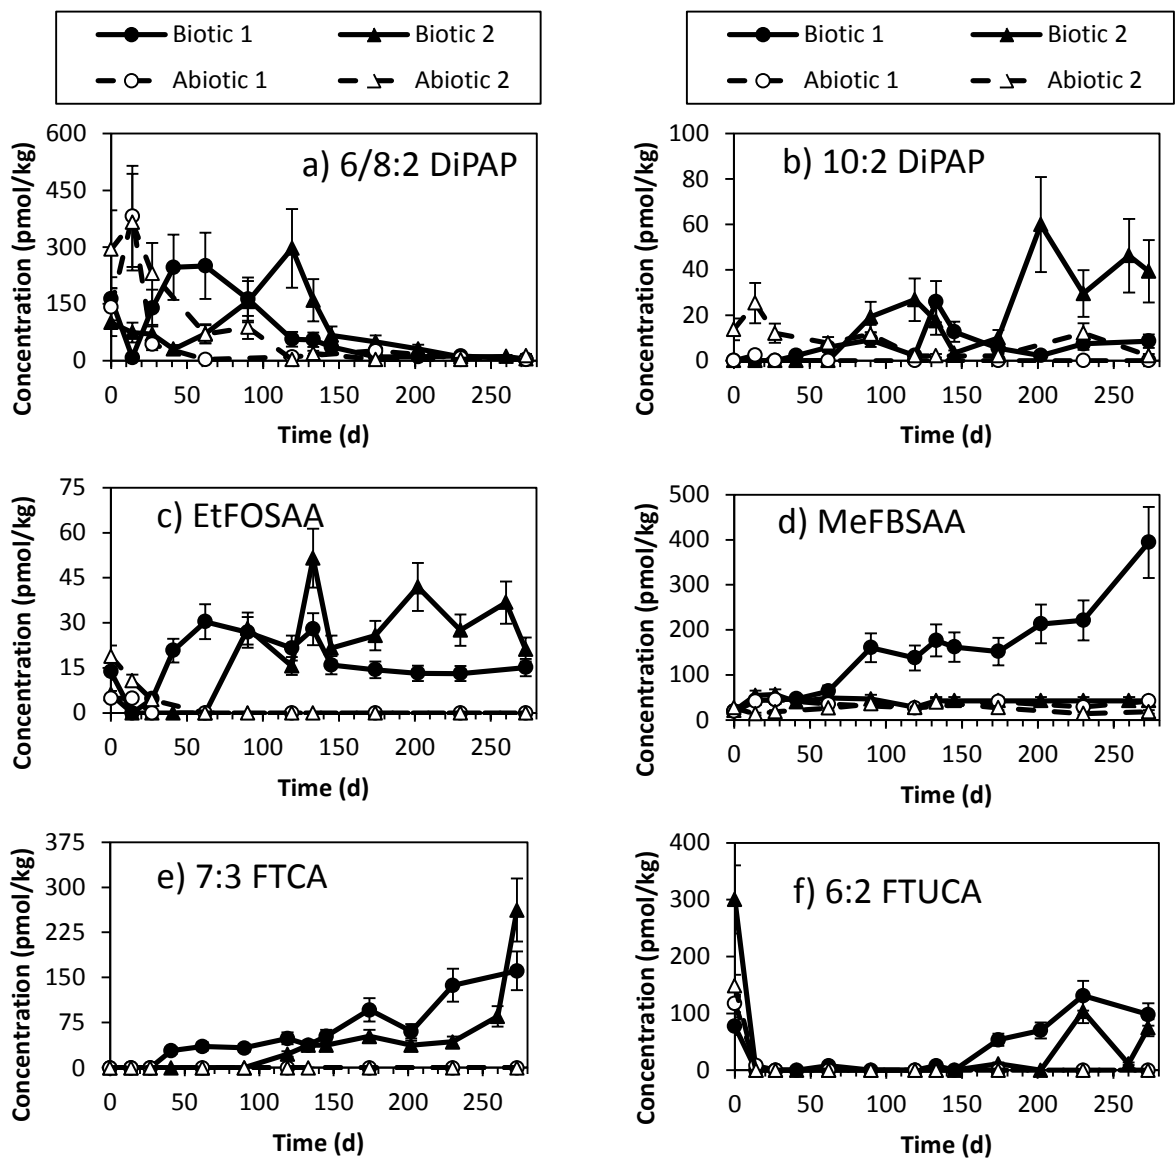 Biotic 1 Biotic 2
Abiotic 1 Abiotic 2
Biotic 1 Biotic 2
Abiotic 1 Abiotic 2
a) 6/8:2 DiPAP
Concentration (pmol/kg)
600
450
300
150
0
0 50 100 150 200 250
Time (d)
b) 10:2 DiPAP
Concentration (pmol/kg)
100
80
60
40
20
0
0 50 100 150 200 250
Time (d)
c) EtFOSAA
Concentration (pmol/kg)
75
60
45
30
15
0
0 50 100 150 200 250
Time (d)
d) MeFBSAA
Concentration (pmol/kg)
500
400
300
200
100
0
0 50 100 150 200 250
Time (d)
e) 7:3 FTCA
Concentration (pmol/kg)
375
300
225
150
75
0
0 50 100 150 200 250
Time (d)
f) 6:2 FTUCA
Concentration (pmol/kg)
400
300
200
100
0
0 50 100 150 200 250
Time (d)